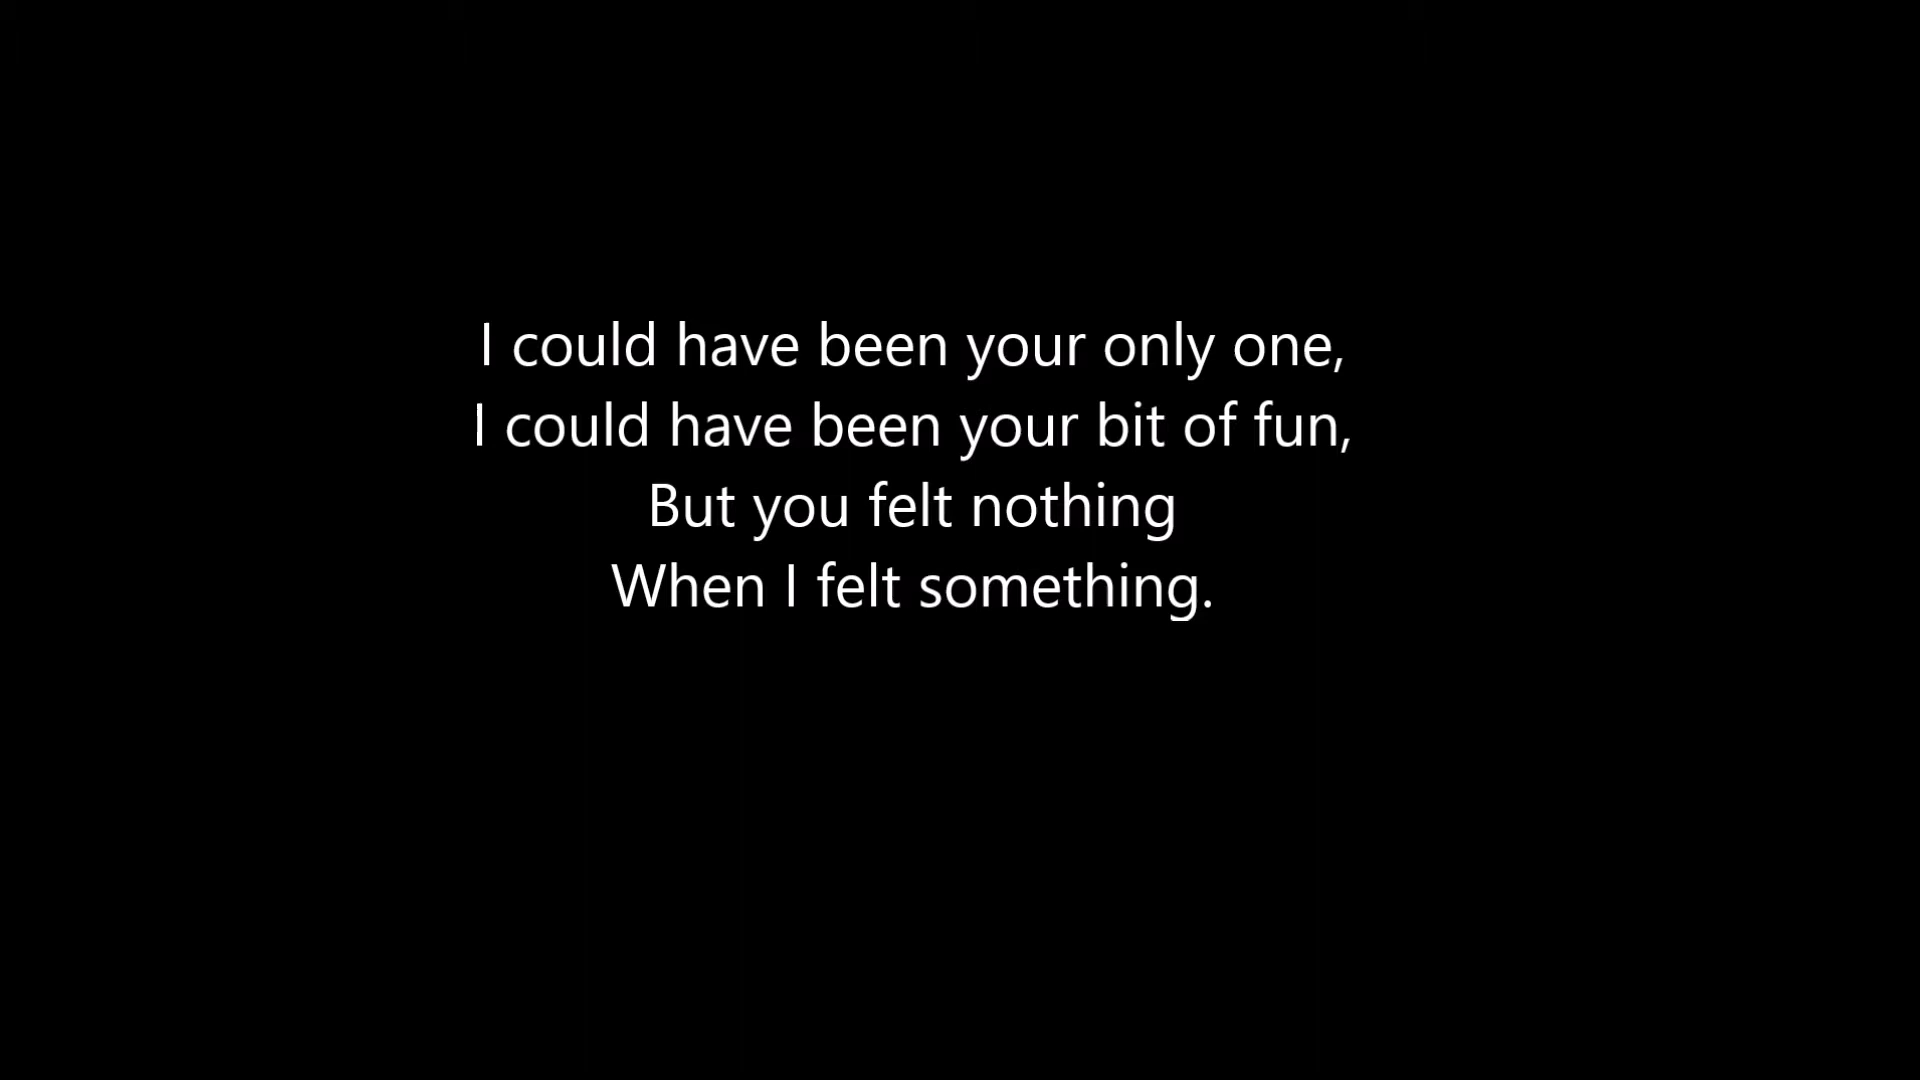 I could have been your only one,
I could have been your bit of fun,
But you felt nothing
When I felt something.